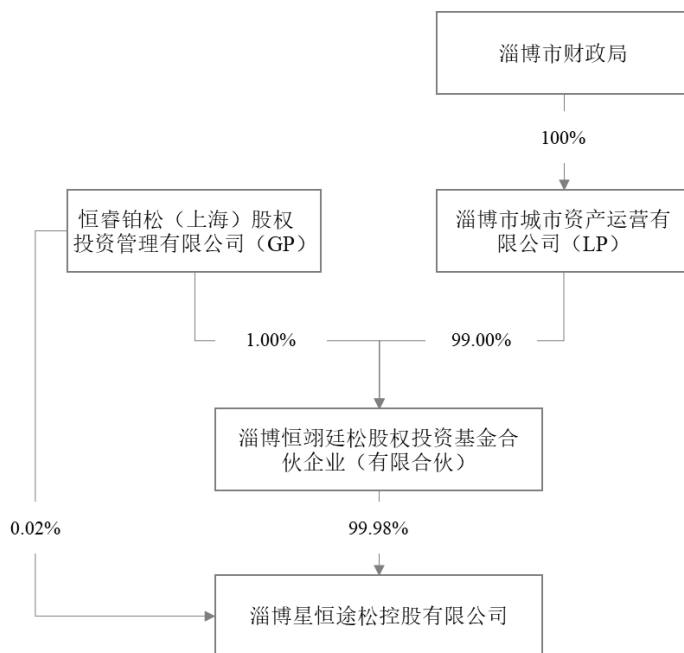 淄博市财政局
100%
恒睿铂松（上海）股权
投资管理有限公司（GP）
淄博市城市资产运营有
限公司（LP）
1.00%
99.00%
淄博恒翊廷松股权投资基金合
伙企业（有限合伙）
0.02%
99.98%
淄博星恒途松控股有限公司